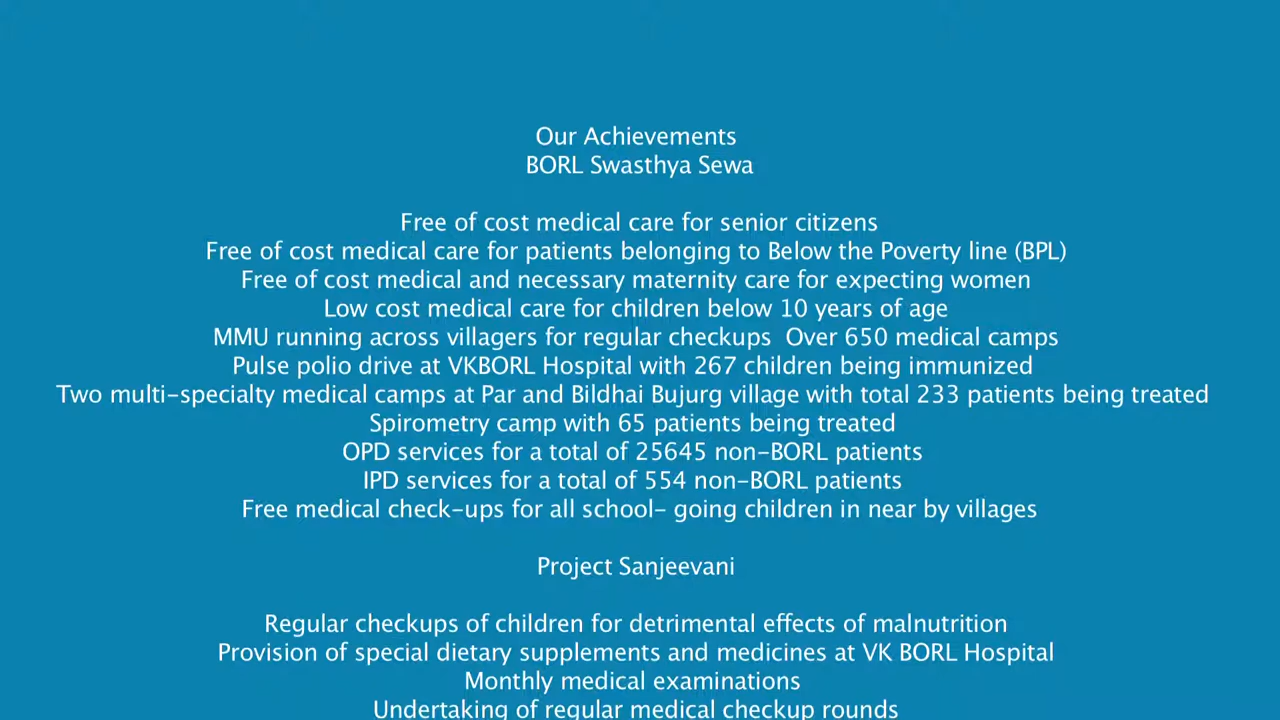 Our Achievements
BORL Swasthya Sewa
Free of cost medical care for senior citizens
Free of cost medical care for patients belonging to Below the Poverty line (BPL)
Free of cost medical and necessary maternity care for expecting women
Low cost medical care for children below 10 years of age
MMU running across villagers for regular checkups  Over 650 medical camps
Pulse polio drive at VKBORL Hospital with 267 children being immunized
Two multi-specialty medical camps at Par and Bildhai Bujurg village with total 233 patients being treated
Spirometry camp with 65 patients being treated
OPD services for a total of 25645 non-BORL patients
IPD services for a total of 554 non-BORL patients
Free medical check-ups for all school- going children in near by villages
Project Sanjeevani
Regular checkups of children for detrimental effects of malnutrition
Provision of special dietary supplements and medicines at VK BORL Hospital
Monthly medical examinations
Undertaking of regular medical checkup rounds